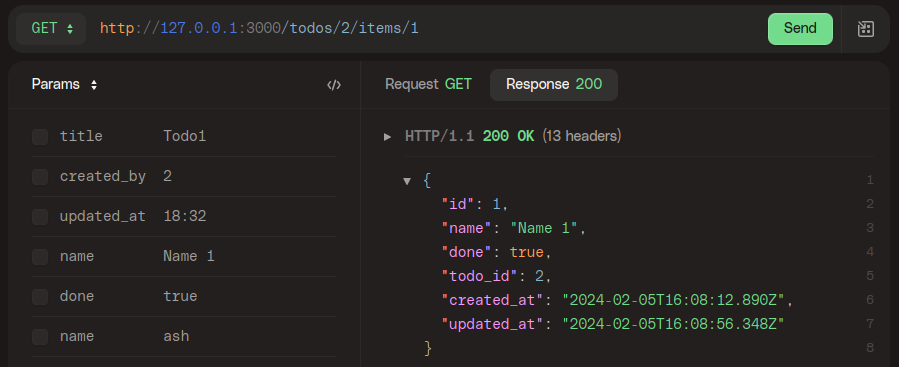 GET http://127.0.0.1:3000/todos/2/items/1 Send
Params </> Request GET Response 200
title Todo1
created_by 2
updated_at 18:32
name Name 1
done true
name ash
HTTP/1.1 200 OK (13 headers)
{ 1
"id": 1, 2
"name": "Name 1", 3
"done": true, 4
"todo_id": 2, 5
"created_at": "2024-02-05T16:08:12.890Z", 6
"updated_at": "2024-02-05T16:08:56.348Z" 7
} 8